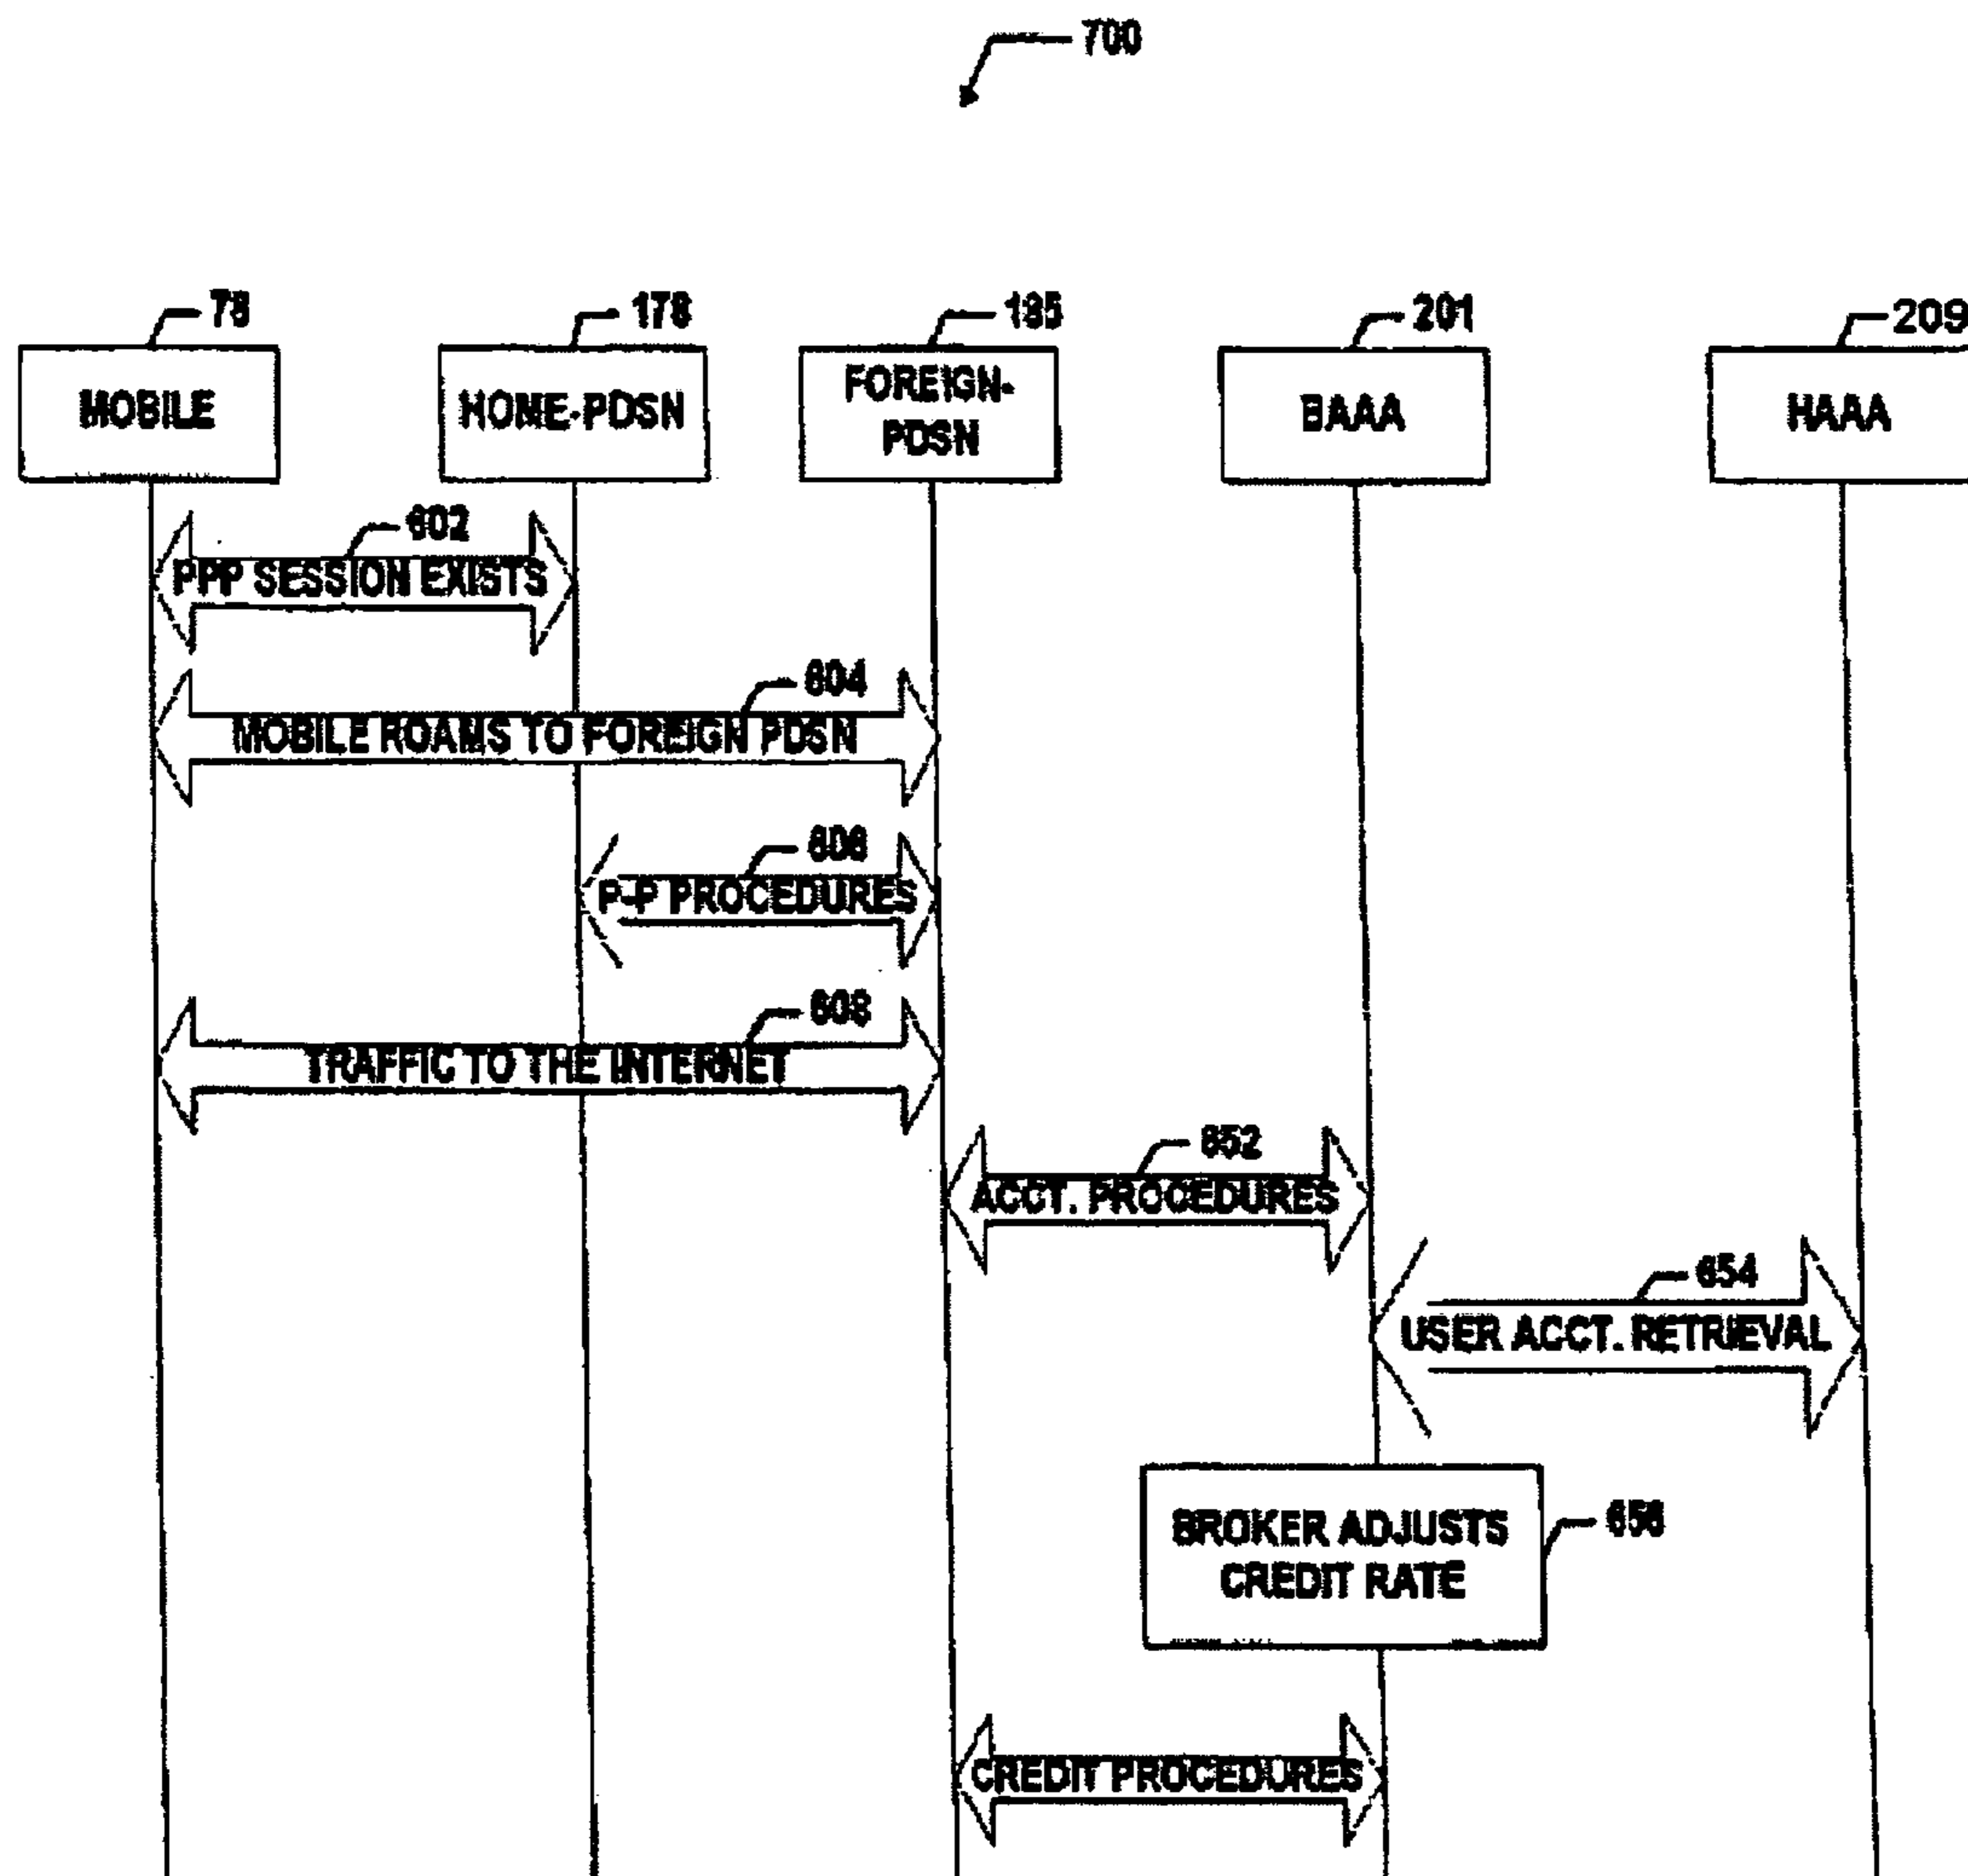 700
78
178
195
201
209
MOBILE
HOME-PDSN
FOREIGN-
PDSN
BAAA
HAAA
602
PPP SESSION EXISTS
604
MOBILE ROAMS TO FOREIGN PDSN
606
P-P PROCEDURES
608
TRAFFIC TO THE INTERNET
652
ACCT. PROCEDURES
654
USER ACCT. RETRIEVAL
BROKER ADJUSTS
CREDIT RATE
656
CREDIT PROCEDURES